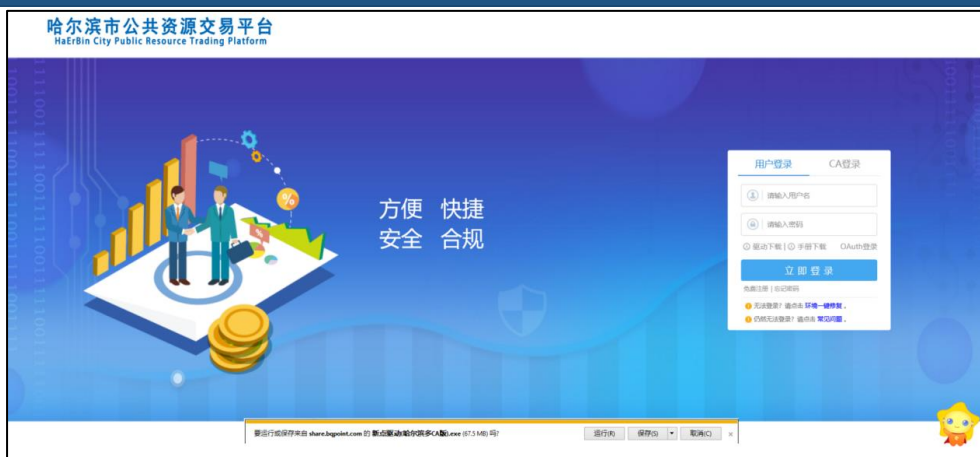 哈尔滨市公共资源交易平台
HaErBin City Public Resource Trading Platform
方便 快捷
安全 合规
用户登录 CA登录
请输入用户名
请输入密码
驱动下载 | 手册下载 OAuth登录
立即登录
免费注册 | 忘记密码
无法登录?请点击 环境一键修复 。
仍然无法登录?请点击 常见问题 。
要运行或保存来自 share.bqpoint.com 的 新点驱动(哈尔滨多CA版).exe (67.5 MB) 吗?
运行(R) 保存(S) 取消(C) ×